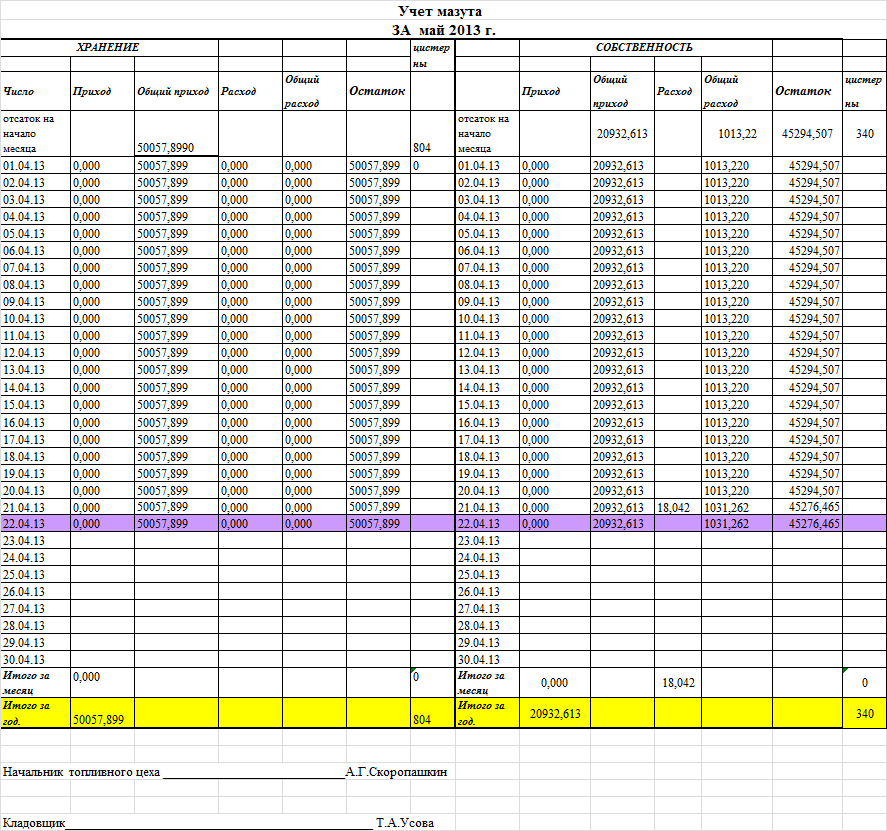 Учет мазута
ЗА май 2013 г.
ХРАНЕНИЕ цистер ны СОБСТВЕННОСТЬ
Число Приход Общий приход Расход Общий расход Остаток Приход Общий приход Расход Общий расход Остаток цистер ны
отсаток на начало месяца 50057,8990 804 отсаток на начало месяца 20932,613 1013,22 45294,507 340
01.04.13 0,000 50057,899 0,000 0,000 50057,899 0 01.04.13 0,000 20932,613 1013,220 45294,507
02.04.13 0,000 50057,899 0,000 0,000 50057,899 02.04.13 0,000 20932,613 1013,220 45294,507
03.04.13 0,000 50057,899 0,000 0,000 50057,899 03.04.13 0,000 20932,613 1013,220 45294,507
04.04.13 0,000 50057,899 0,000 0,000 50057,899 04.04.13 0,000 20932,613 1013,220 45294,507
05.04.13 0,000 50057,899 0,000 0,000 50057,899 05.04.13 0,000 20932,613 1013,220 45294,507
06.04.13 0,000 50057,899 0,000 0,000 50057,899 06.04.13 0,000 20932,613 1013,220 45294,507
07.04.13 0,000 50057,899 0,000 0,000 50057,899 07.04.13 0,000 20932,613 1013,220 45294,507
08.04.13 0,000 50057,899 0,000 0,000 50057,899 08.04.13 0,000 20932,613 1013,220 45294,507
09.04.13 0,000 50057,899 0,000 0,000 50057,899 09.04.13 0,000 20932,613 1013,220 45294,507
10.04.13 0,000 50057,899 0,000 0,000 50057,899 10.04.13 0,000 20932,613 1013,220 45294,507
11.04.13 0,000 50057,899 0,000 0,000 50057,899 11.04.13 0,000 20932,613 1013,220 45294,507
12.04.13 0,000 50057,899 0,000 0,000 50057,899 12.04.13 0,000 20932,613 1013,220 45294,507
13.04.13 0,000 50057,899 0,000 0,000 50057,899 13.04.13 0,000 20932,613 1013,220 45294,507
14.04.13 0,000 50057,899 0,000 0,000 50057,899 14.04.13 0,000 20932,613 1013,220 45294,507
15.04.13 0,000 50057,899 0,000 0,000 50057,899 15.04.13 0,000 20932,613 1013,220 45294,507
16.04.13 0,000 50057,899 0,000 0,000 50057,899 16.04.13 0,000 20932,613 1013,220 45294,507
17.04.13 0,000 50057,899 0,000 0,000 50057,899 17.04.13 0,000 20932,613 1013,220 45294,507
18.04.13 0,000 50057,899 0,000 0,000 50057,899 18.04.13 0,000 20932,613 1013,220 45294,507
19.04.13 0,000 50057,899 0,000 0,000 50057,899 19.04.13 0,000 20932,613 1013,220 45294,507
20.04.13 0,000 50057,899 0,000 0,000 50057,899 20.04.13 0,000 20932,613 1013,220 45294,507
21.04.13 0,000 50057,899 0,000 0,000 50057,899 21.04.13 0,000 20932,613 18,042 1031,262 45276,465
22.04.13 0,000 50057,899 0,000 0,000 50057,899 22.04.13 0,000 20932,613 1031,262 45276,465
23.04.13 23.04.13
24.04.13 24.04.13
25.04.13 25.04.13
26.04.13 26.04.13
27.04.13 27.04.13
28.04.13 28.04.13
29.04.13 29.04.13
30.04.13 30.04.13
Итого за месяц 0,000 0 Итого за месяц 0,000 18,042 0
Итого за год. 50057,899 804 Итого за год. 20932,613 340
Начальник топливного цеха ____________________________А.Г.Скоропашкин
Кладовщик________________________________________________ Т.А.Усова